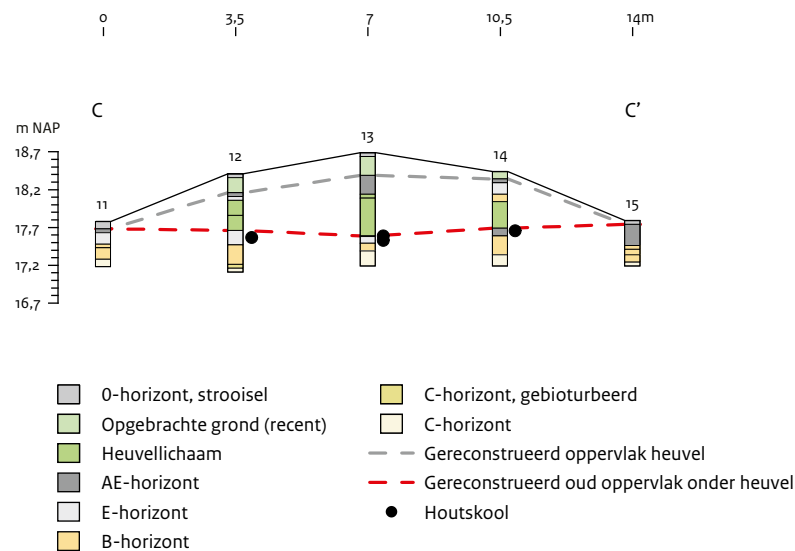 0 3,5 7 10,5 14m
C C'
m NAP
18,7
18,2
17,7
17,2
16,7
11 12 13 14 15
0-horizont, strooisel
Opgebrachte grond (recent)
Heuvellichaam
AE-horizont
E-horizont
B-horizont
C-horizont, gebioturbeerd
C-horizont
Gereconstrueerd oppervlak heuvel
Gereconstrueerd oud oppervlak onder heuvel
Houtskool